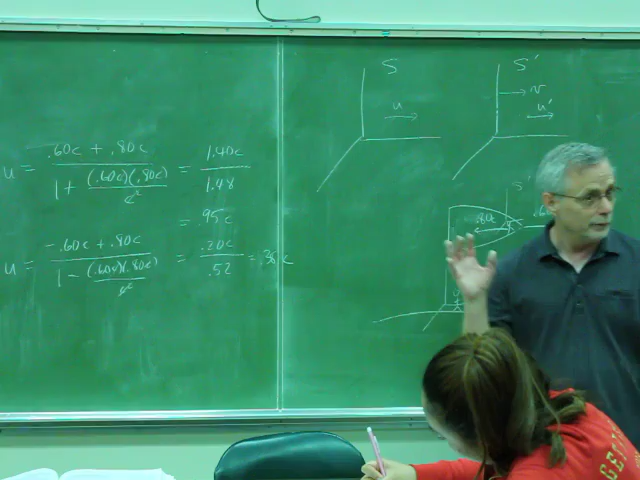 u = .60c + .80c / 1 + (.60c)(.80c)/c² = 1.40c / 1.48
= .95c
u = -.60c + .80c / 1 - (.60c)(.80c)/c² = .20c / .52 = .38c
S
u
S'
v
u'
S'
.80c
.6